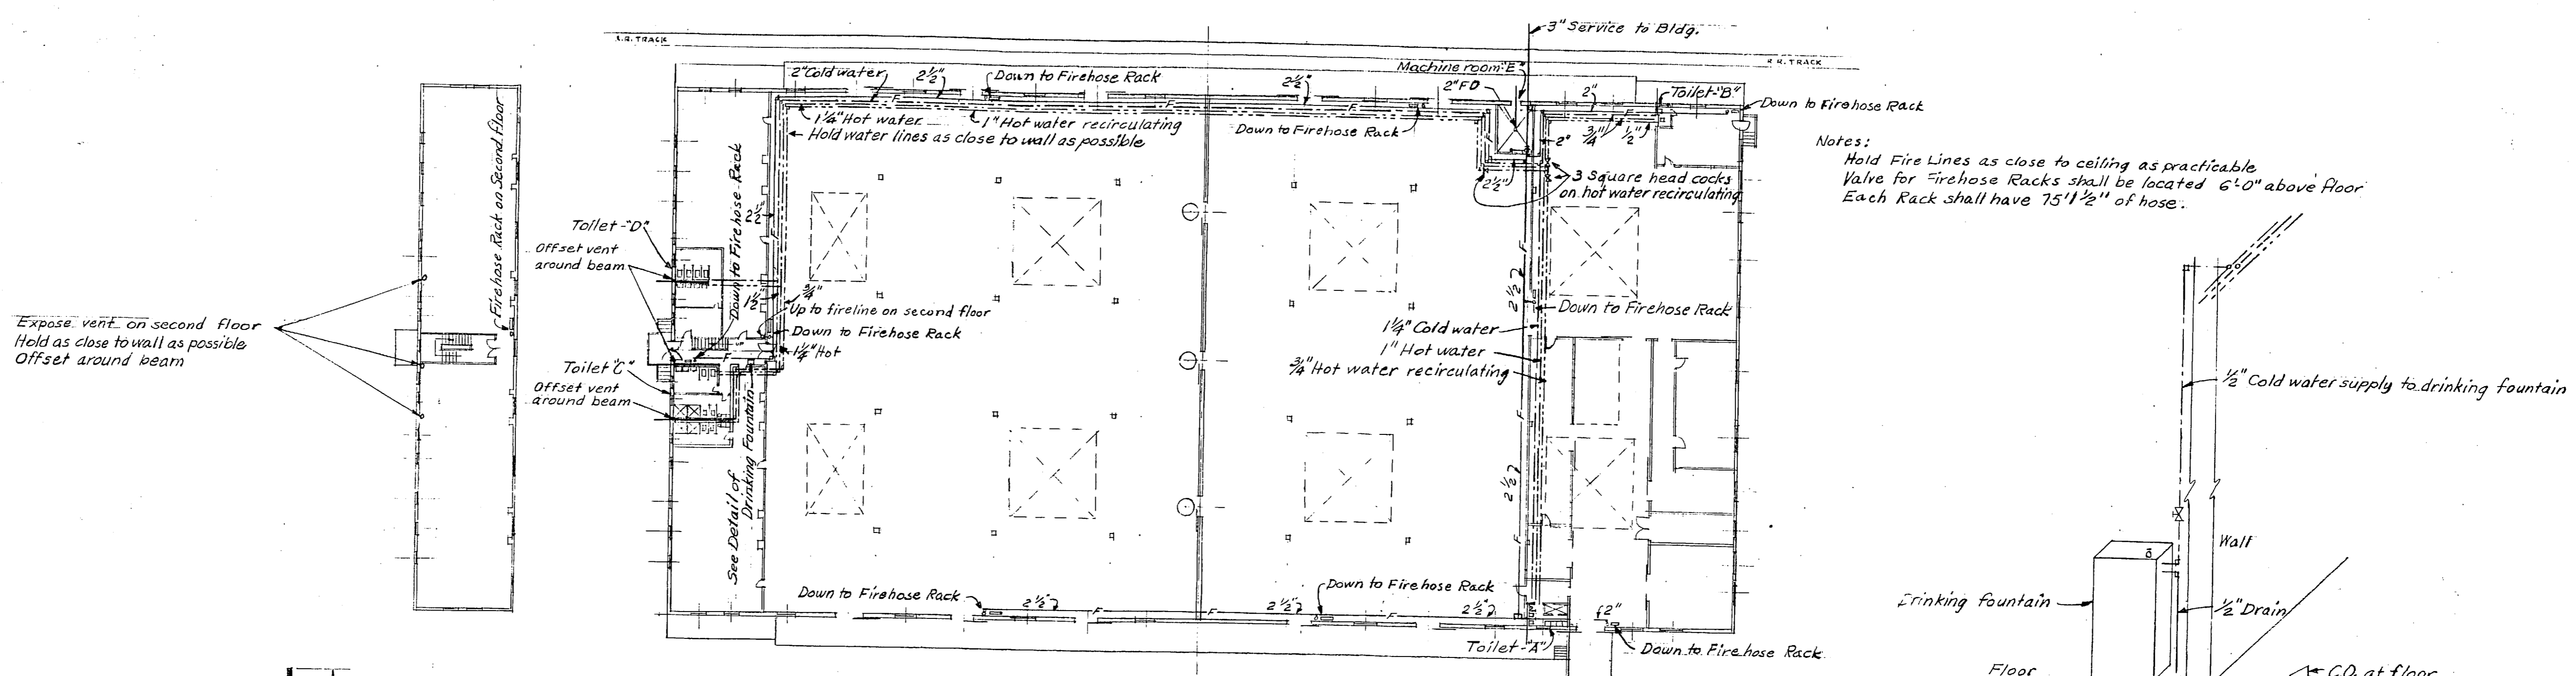 R.R. TRACK
3" Service to Bldg.
R.R. TRACK
2" Cold water
2½"
Down to Firehose Rack
2½"
Machine room "E"
2" FD
2"
Toilet-"B"
Down to Firehose Rack
1¼" Hot water
1" Hot water recirculating
Hold water lines as close to wall as possible
Down to Firehose Rack
2"
¾"
½"
2½"
3 Square head cocks
on hot water recirculating
Notes:
Hold Fire Lines as close to ceiling as practicable
Valve for Firehose Racks shall be located 6'-0" above floor
Each Rack shall have 75' 1½" of hose.
Firehose Rack on Second floor
Down to Firehose Rack
2½"
Toilet-"D"
Offset vent
around beam
1½"
¾"
Up to fireline on second floor
Down to Firehose Rack
1¼" Hot
Expose vent on second floor
Hold as close to wall as possible
Offset around beam
Toilet "C"
Offset vent
around beam
2½"
Down to Firehose Rack
1¼" Cold water
1" Hot water
¾" Hot water recirculating
2½"
See Detail of
Drinking Fountain
Down to Firehose Rack
2½"
F
2½"
Down to Firehose Rack
2½"
2"
Toilet-"A"
Down to Firehose Rack
½" Cold water supply to drinking fountain
Wall
Drinking fountain
½" Drain
Floor
C.O. at floor